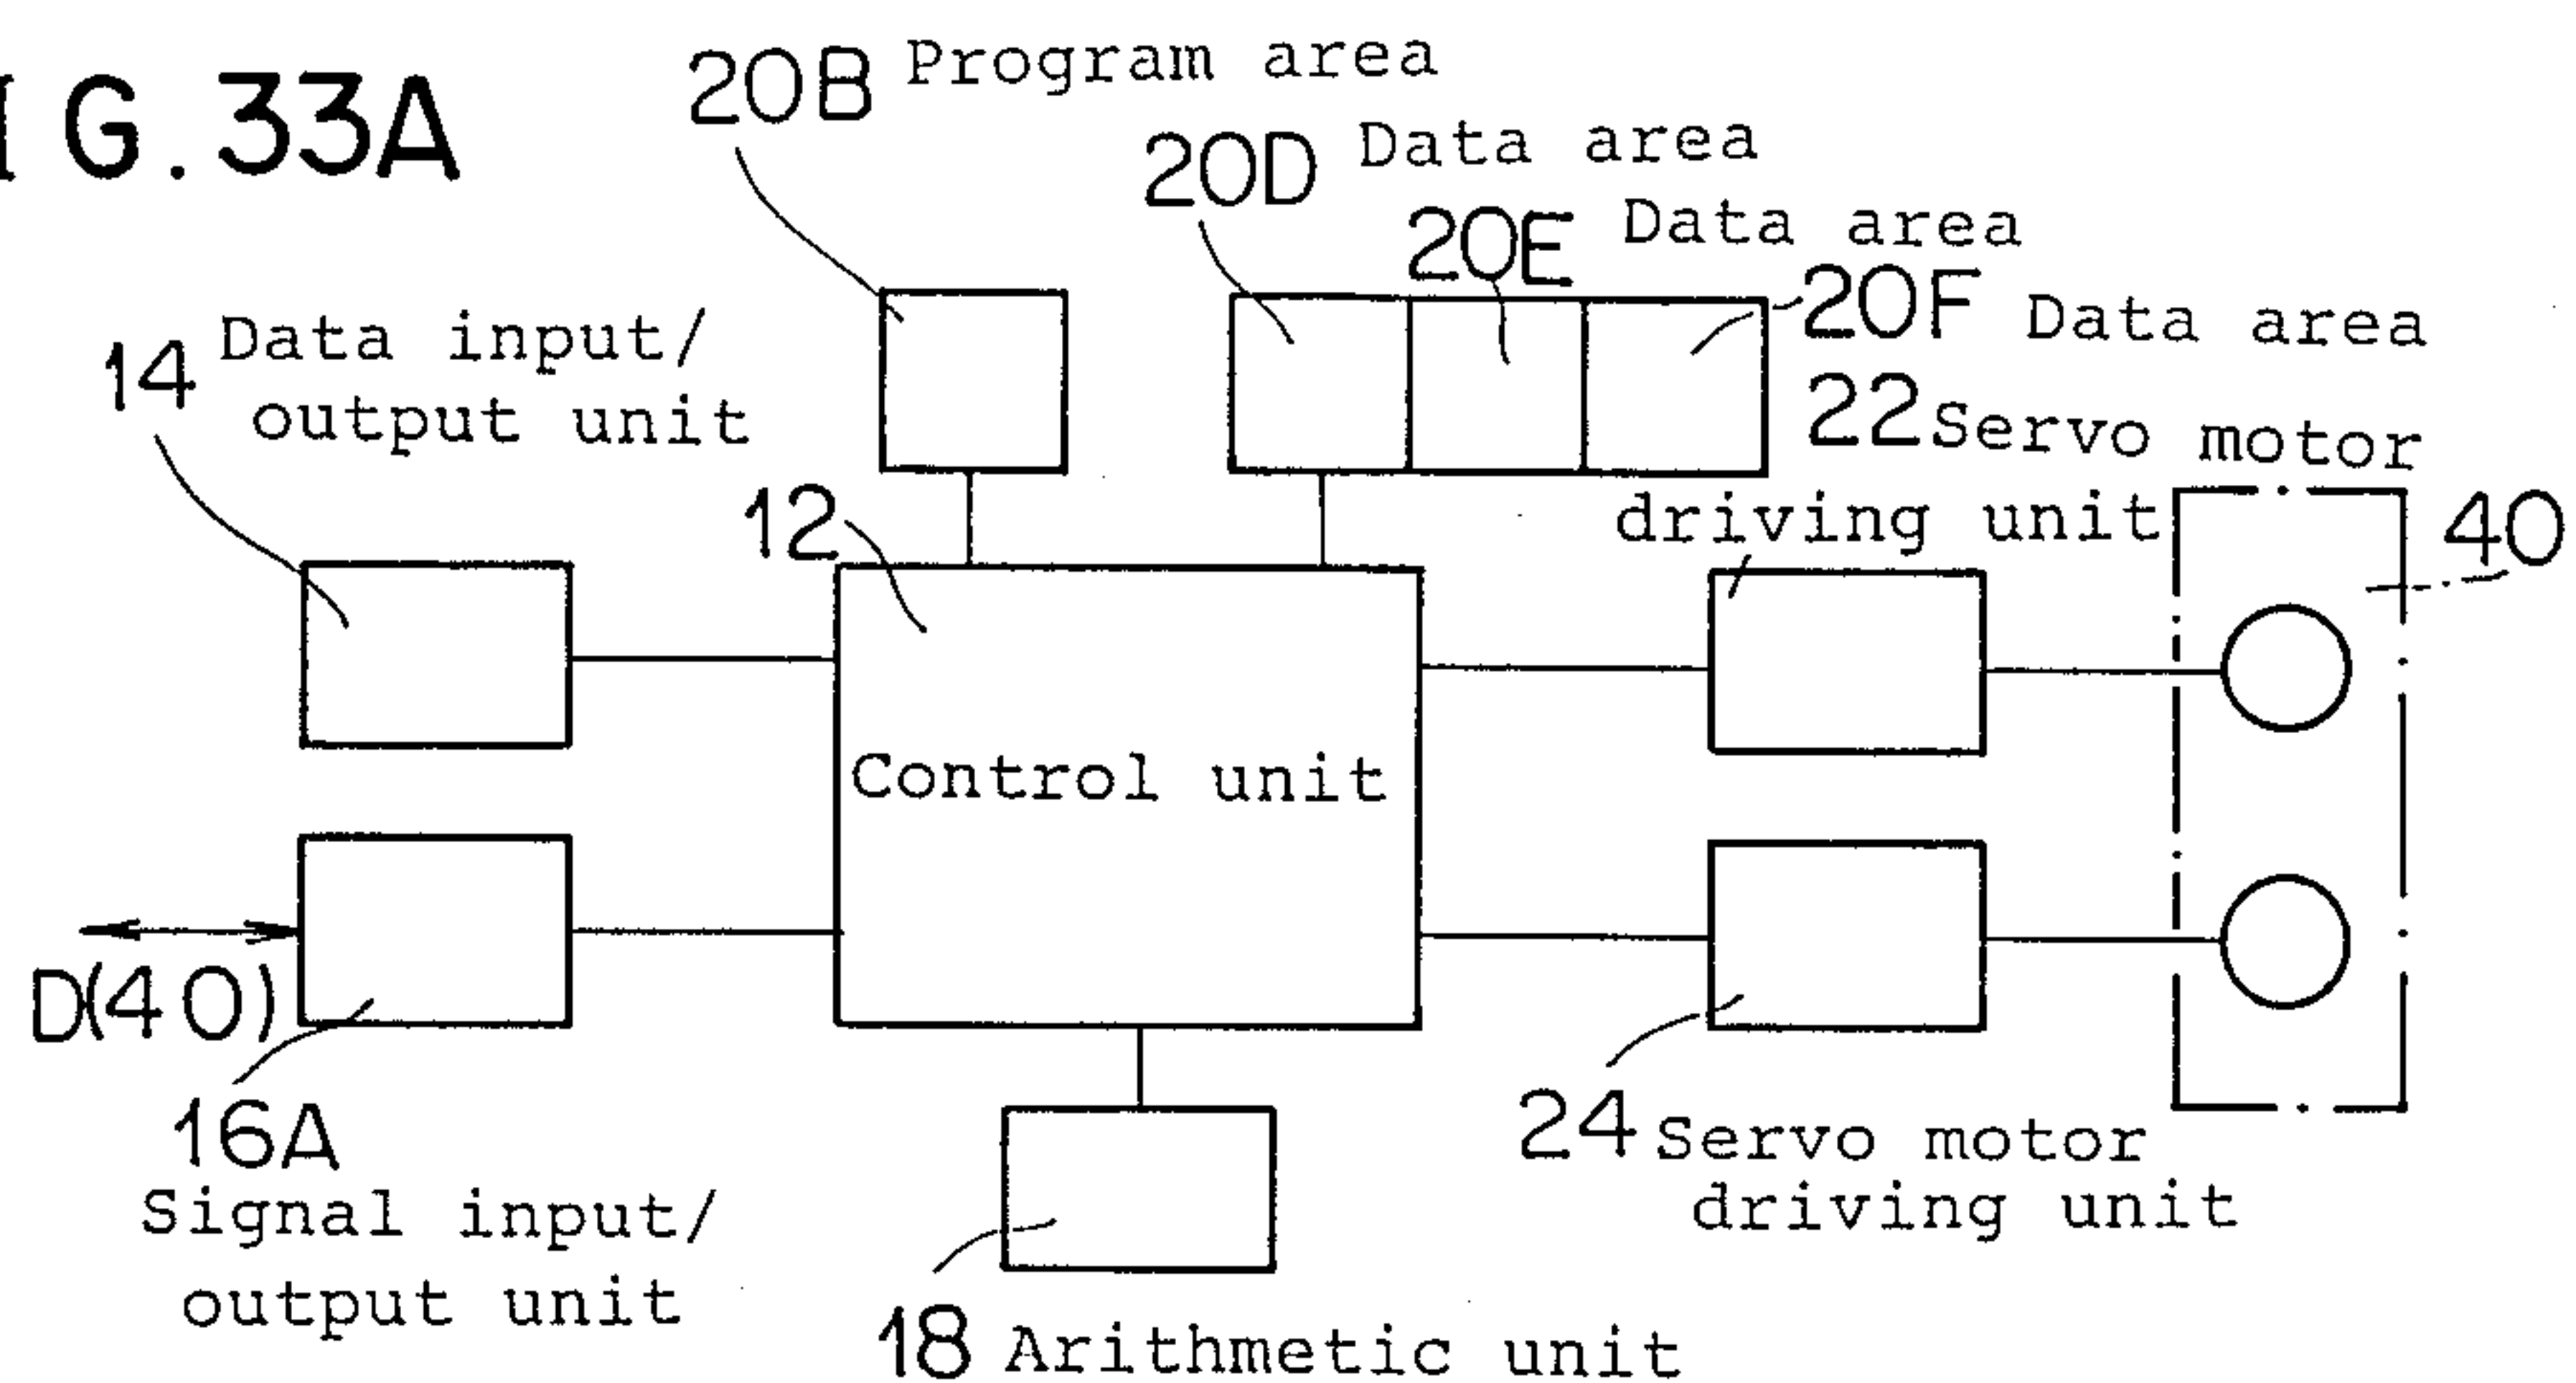 IG.33A
20B Program area
20D Data area
20E Data area
20F Data area
14 Data input/
output unit
22 Servo motor
driving unit
12
40
Control unit
D(40)
16A
Signal input/
output unit
24 Servo motor
driving unit
18 Arithmetic unit